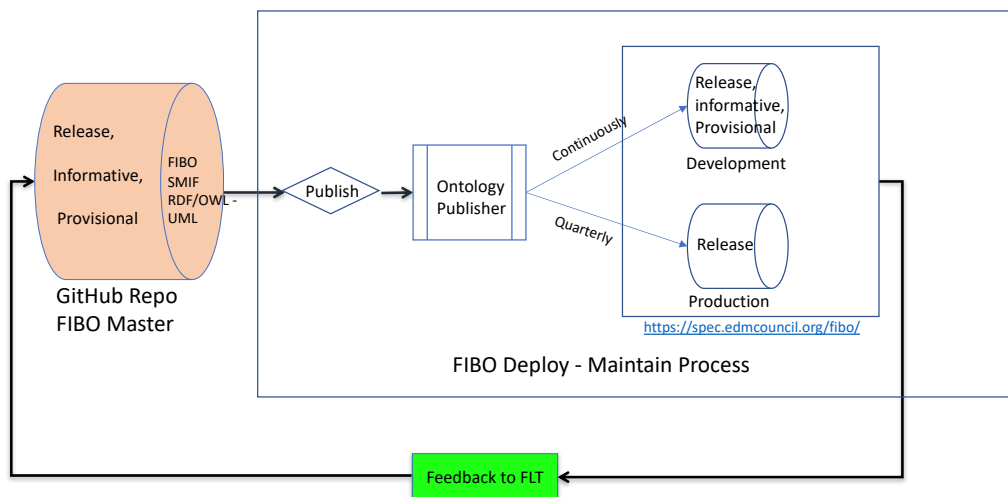 Release,
Informative,
Provisional
FIBO
SMIF
RDF/OWL -
UML
GitHub Repo
FIBO Master
Publish
Ontology
Publisher
Continuously
Quarterly
Release,
informative,
Provisional
Development
Release
Production
https://spec.edmcouncil.org/fibo/
FIBO Deploy - Maintain Process
Feedback to FLT